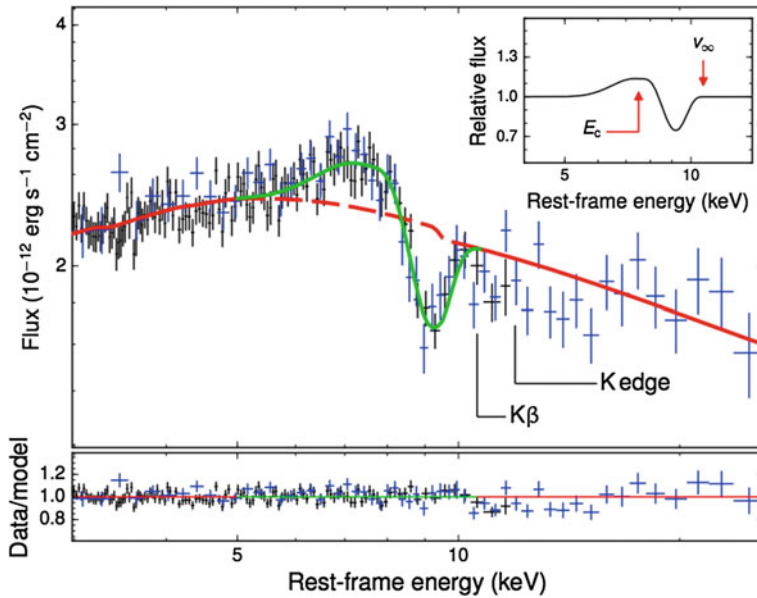 4
3
2
Flux (10⁻¹² erg s⁻¹ cm⁻²)
Relative flux
1.3
1.0
0.7
E_c
v_∞
5
10
Rest-frame energy (keV)
K edge
Kβ
Data/model
1.2
1.0
0.8
5
10
Rest-frame energy (keV)